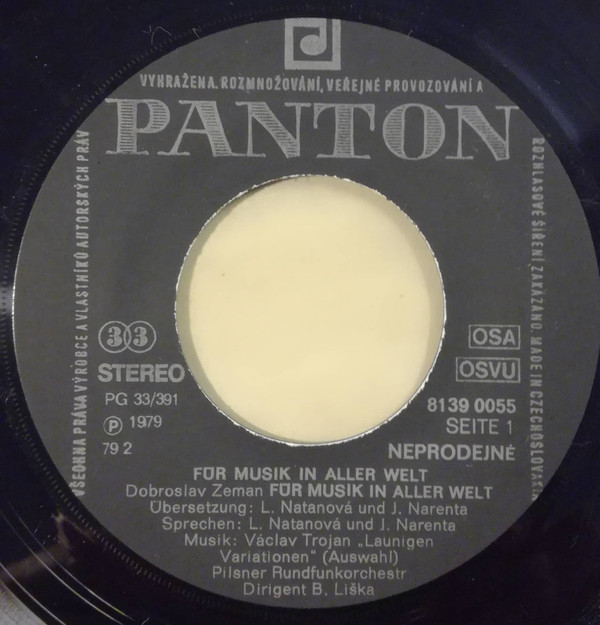 VYHRAŽENA. ROZMNOŽOVÁNÍ, VEŘEJNÉ PROVOZOVÁNÍ A
PANTON
VŠECHNA PRÁVA VÝROBCE A VLASTNÍKŮ AUTORSKÝCH PRÁV
ROZHLASOVÉ ŠÍŘENÍ ZAKÁZÁNO. MADE IN CZECHOSLOVAKIA
33
STEREO
PG 33/391
Ⓟ 1979
79 2
OSA
OSVU
8139 0055
SEITE 1
NEPRODEJNÉ
FÜR MUSIK IN ALLER WELT
Dobroslav Zeman FÜR MUSIK IN ALLER WELT
Übersetzung: L. Natanová und J. Narenta
Sprechen: L. Natanová und J. Narenta
Musik: Václav Trojan „Launigen
Variationen“ (Auswahl)
Pilsner Rundfunkorchestr
Dirigent B. Liška